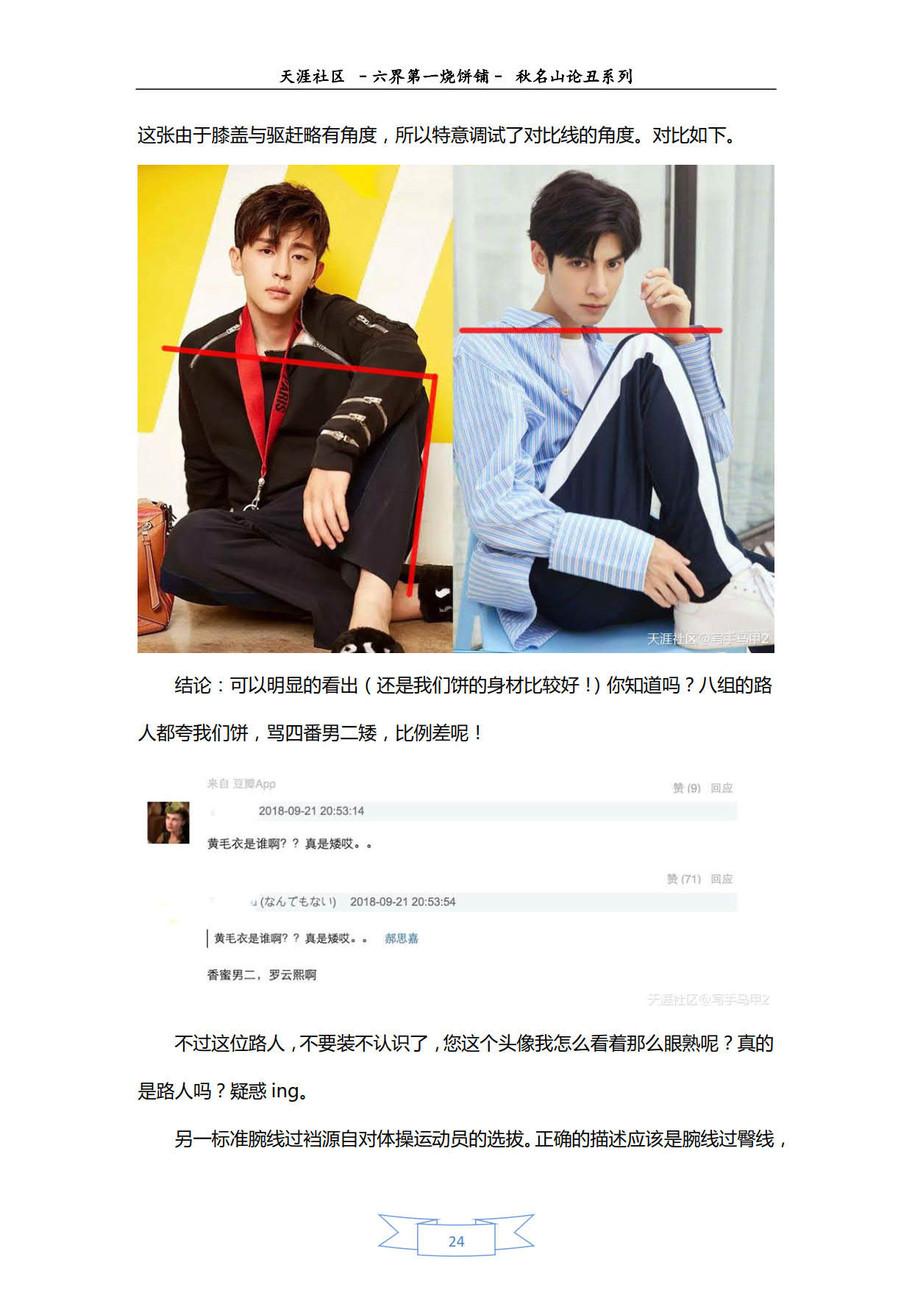 天涯社区 -六界第一烧饼铺- 秋名山论丑系列
这张由于膝盖与驱赶略有角度，所以特意调试了对比线的角度。对比如下。
PARIS
天涯社区@写手马甲2
结论：可以明显的看出（还是我们饼的身材比较好！）你知道吗？八组的路
人都夸我们饼，骂四番男二矮，比例差呢！
来自 豆瓣App
赞 (9) 回应
2018-09-21 20:53:14
黄毛衣是谁啊？？真是矮哎。。
赞 (71) 回应
(なんでもない) 2018-09-21 20:53:54
黄毛衣是谁啊？？真是矮哎。。 郝思嘉
香蜜男二，罗云熙啊
天涯社区@写手马甲2
不过这位路人，不要装不认识了，您这个头像我怎么看着那么眼熟呢？真的
是路人吗？疑惑 ing。
另一标准腕线过裆源自对体操运动员的选拔。正确的描述应该是腕线过臀线，
24